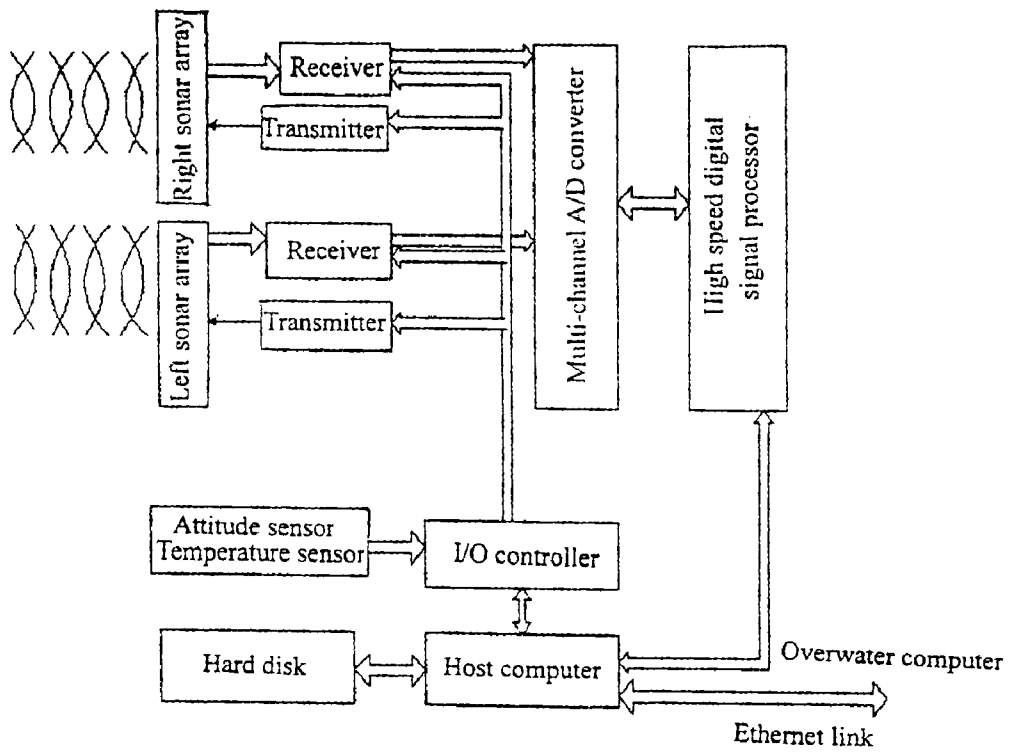 Right sonar array
Receiver
Transmitter
Left sonar array
Receiver
Transmitter
Multi-channel A/D converter
High speed digital
signal processor
Attitude sensor
Temperature sensor
I/O controller
Hard disk
Host computer
Overwater computer
Ethernet link